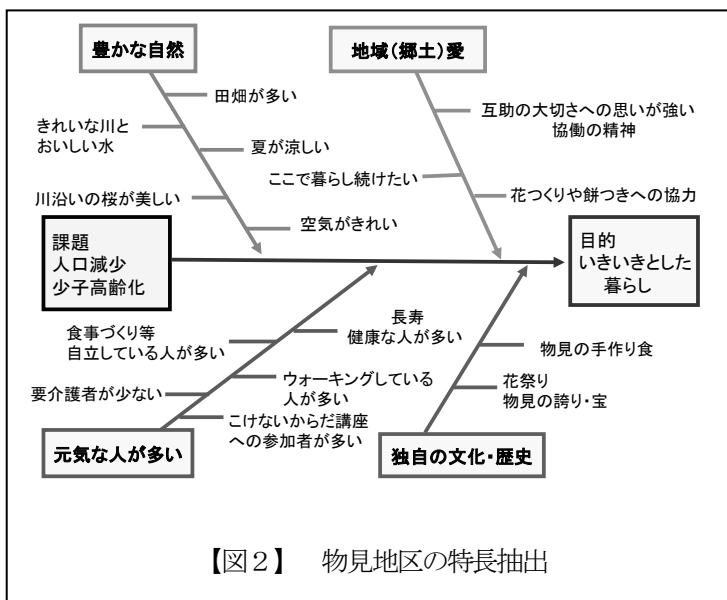 豊かな自然
地域(郷土)愛
田畑が多い
きれいな川と
おいしい水
夏が涼しい
川沿いの桜が美しい
空気がきれい
互助の大切さへの思いが強い
協働の精神
ここで暮らし続けたい
花つくりや餅つきへの協力
課題
人口減少
少子高齢化
目的
いきいきとした
暮らし
食事づくり等
自立している人が多い
長寿
健康な人が多い
要介護者が少ない
ウォーキングしている
人が多い
こけないからだ講座
への参加者が多い
物見の手作り食
花祭り
物見の誇り・宝
元気な人が多い
独自の文化・歴史
【図2】 物見地区の特長抽出